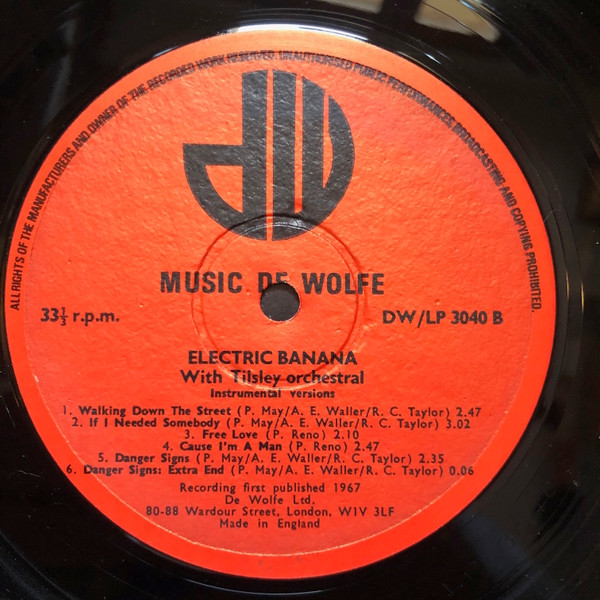 ALL RIGHTS OF THE MANUFACTURERS AND OWNER OF THE RECORDED WORK RESERVED. UNAUTHORISED PUBLIC PERFORMANCES, BROADCASTING AND COPYING PROHIBITED.
dW
MUSIC DE WOLFE
33⅓ r.p.m.
DW/LP 3040 B
ELECTRIC BANANA
With Tilsley orchestral
Instrumental versions
1. Walking Down The Street (P. May/A. E. Waller/R. C. Taylor) 2.47
2. If I Needed Somebody (P. May/A. E. Waller/R. C. Taylor) 3.02
3. Free Love (P. Reno) 2.10
4. Cause I'm A Man (P. Reno) 2.47
5. Danger Signs (P. May/A. E. Waller/R. C. Taylor) 2.35
6. Danger Signs: Extra End (P. May/A. E. Waller/R. C. Taylor) 0.06
Recording first published 1967
De Wolfe Ltd.
80-88 Wardour Street, London, W1V 3LF
Made in England